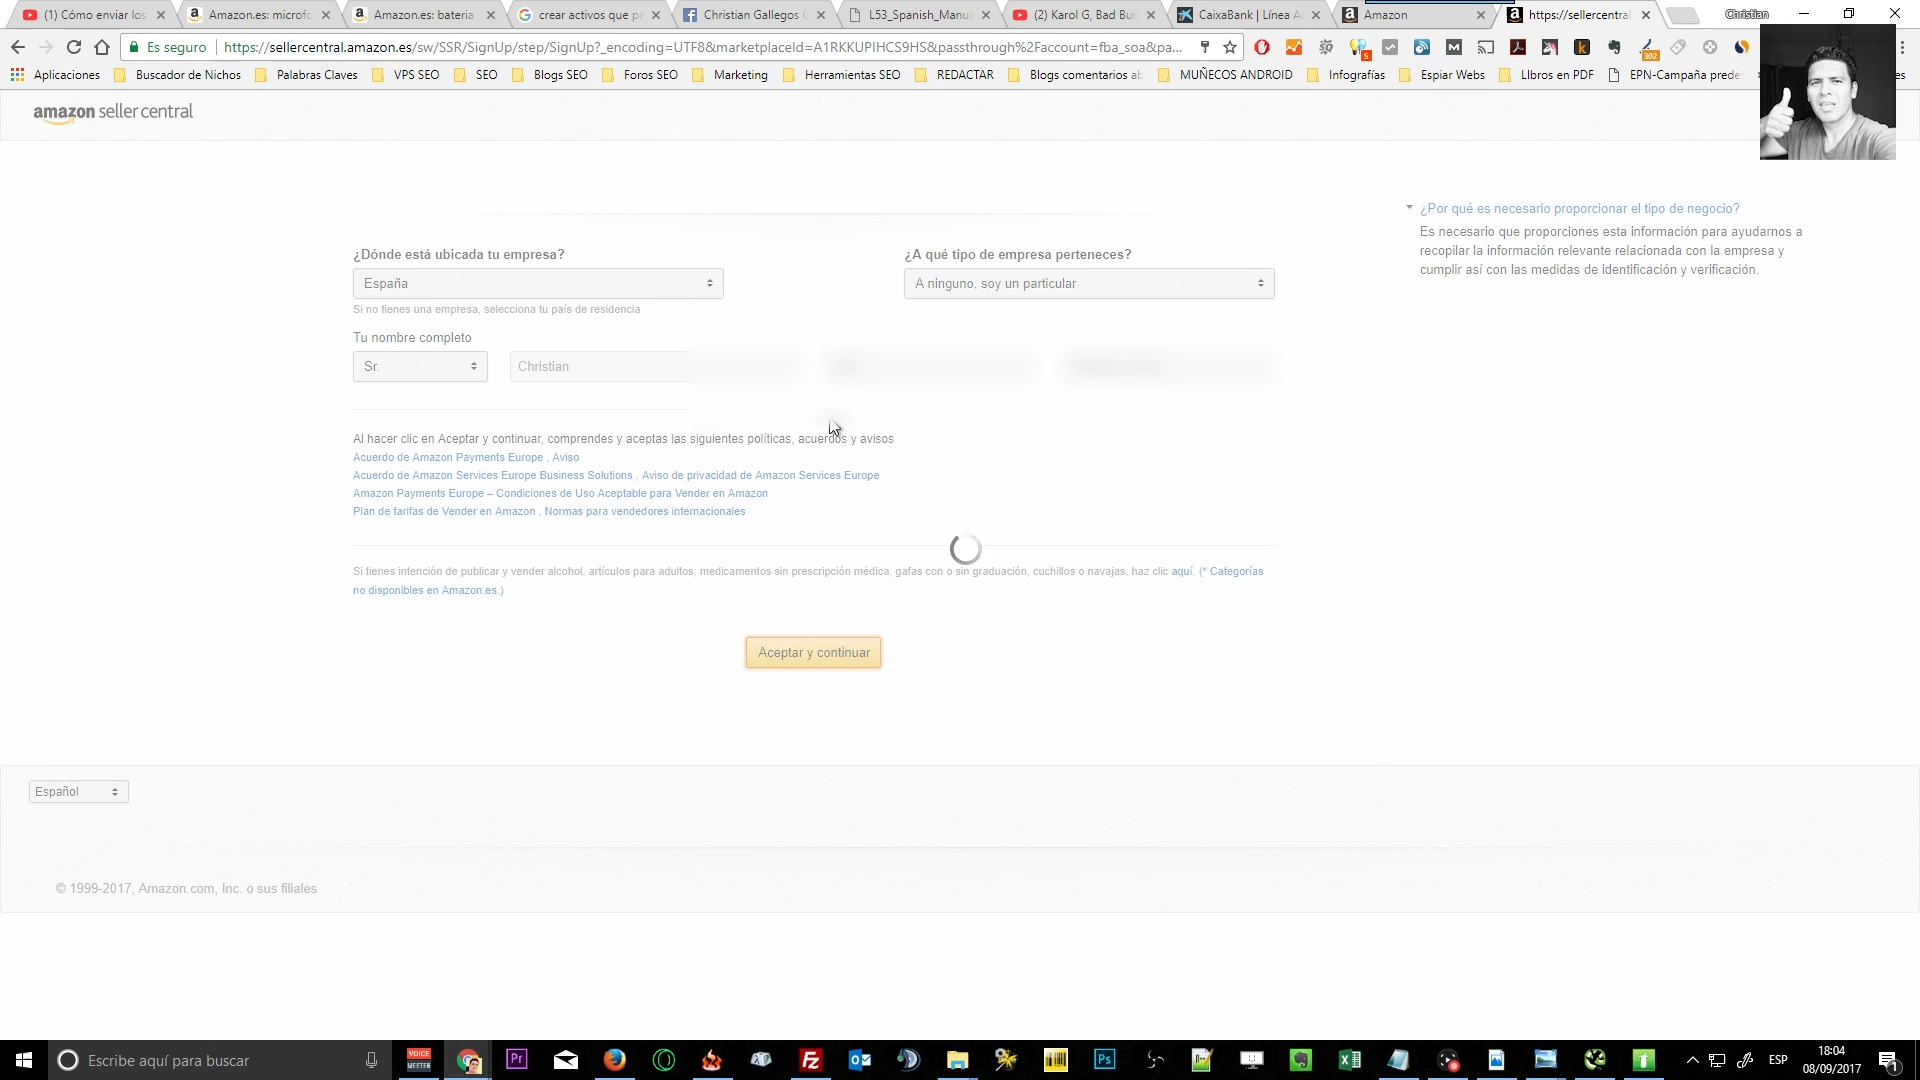 (1) Cómo enviar los
Amazon.es: microfo
Amazon.es: bateria
crear activos que pa
Christian Gallegos
L53_Spanish_Manu
(2) Karol G, Bad Bun
CaixaBank | Línea A
Amazon
https://sellercentral
Christian
Es seguro
https://sellercentral.amazon.es/sw/SSR/SignUp/step/SignUp?_encoding=UTF8&marketplaceId=A1RKKUPIHCS9HS&passthrough%2Faccount=fba_soa&pa...
5
302
Aplicaciones
Buscador de Nichos
Palabras Claves
VPS SEO
SEO
Blogs SEO
Foros SEO
Marketing
Herramientas SEO
REDACTAR
Blogs comentarios ab
MUÑECOS ANDROID
Infografías
Espiar Webs
LIbros en PDF
EPN-Campaña prede
es
amazon seller central
¿Por qué es necesario proporcionar el tipo de negocio?
Es necesario que proporciones esta información para ayudarnos a
recopilar la información relevante relacionada con la empresa y
cumplir así con las medidas de identificación y verificación.
¿Dónde está ubicada tu empresa?
¿A qué tipo de empresa perteneces?
España
A ninguno, soy un particular
Si no tienes una empresa, selecciona tu país de residencia
Tu nombre completo
Sr.
Christian
Al hacer clic en Aceptar y continuar, comprendes y aceptas las siguientes políticas, acuerdos y avisos
Acuerdo de Amazon Payments Europe , Aviso
Acuerdo de Amazon Services Europe Business Solutions , Aviso de privacidad de Amazon Services Europe
Amazon Payments Europe – Condiciones de Uso Aceptable para Vender en Amazon
Plan de tarifas de Vender en Amazon , Normas para vendedores internacionales
Si tienes intención de publicar y vender alcohol, artículos para adultos, medicamentos sin prescripción médica, gafas con o sin graduación, cuchillos o navajas, haz clic aquí. (* Categorías
no disponibles en Amazon.es.)
Aceptar y continuar
Español
© 1999-2017, Amazon.com, Inc. o sus filiales
Escribe aquí para buscar
VOICE
MEETER
Pr
Fz
Ps
ESP
18:04
08/09/2017
1